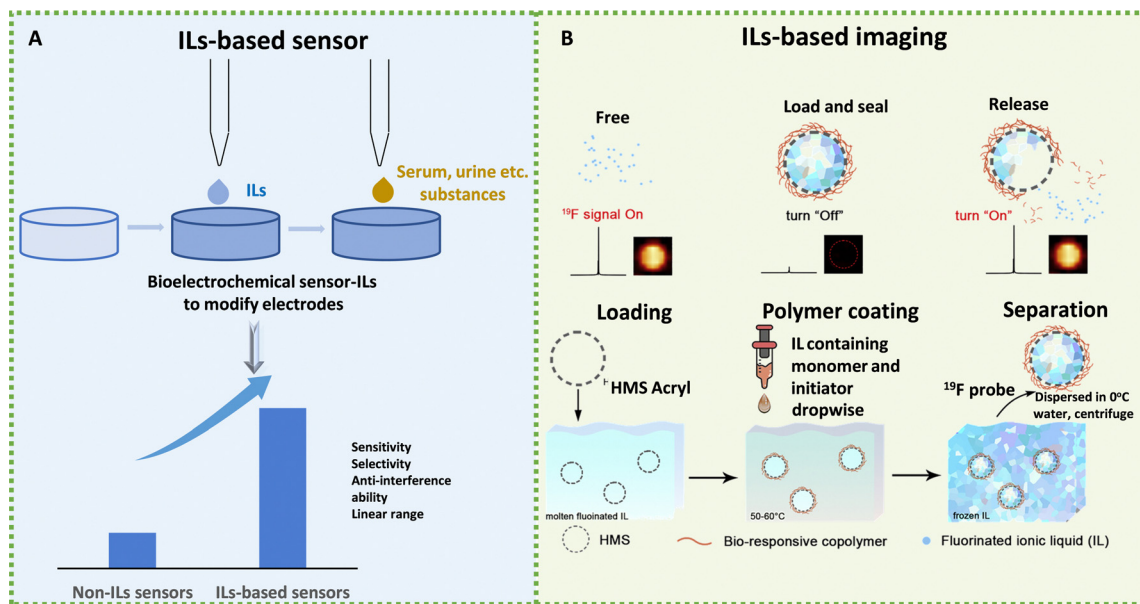 A
ILs-based sensor
ILs
Serum, urine etc.
substances
Bioelectrochemical sensor-ILs
to modify electrodes
Sensitivity
Selectivity
Anti-interference
ability
Linear range
Non-ILs sensors
ILs-based sensors
B
ILs-based imaging
Free
Load and seal
Release
¹⁹F signal On
turn “Off”
turn “On”
Loading
Polymer coating
Separation
HMS Acryl
IL containing
monomer and
initiator
dropwise
¹⁹F probe
Dispersed in 0°C
water, centrifuge
molten fluoinated IL
50-60°C
frozen IL
HMS
Bio-responsive copolymer
Fluorinated ionic liquid (IL)